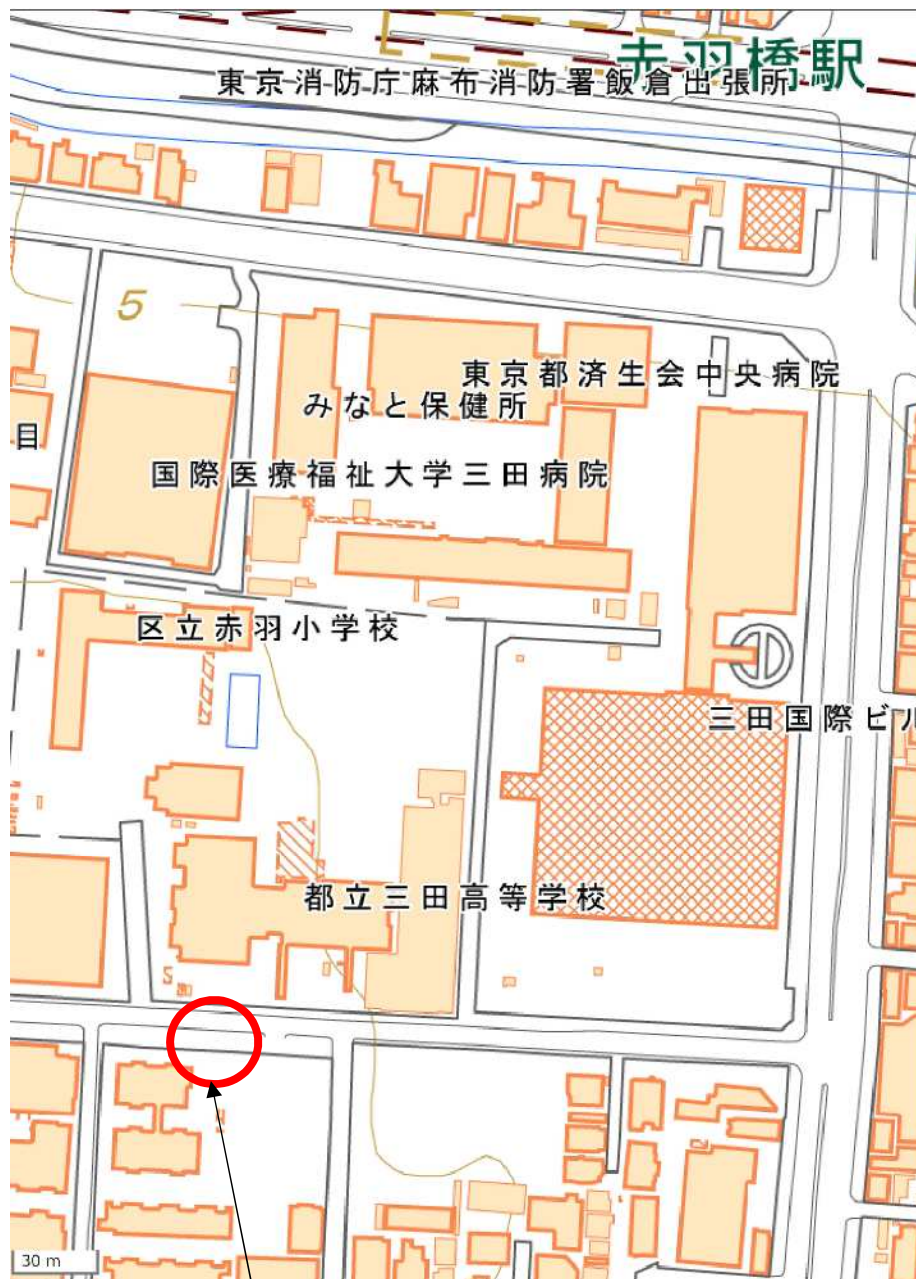 赤羽橋駅
東京消防庁麻布消防署飯倉出張所
5
東京都済生会中央病院
みなと保健所
目
国際医療福祉大学三田病院
区立赤羽小学校
三田国際ビル
都立三田高等学校
30 m